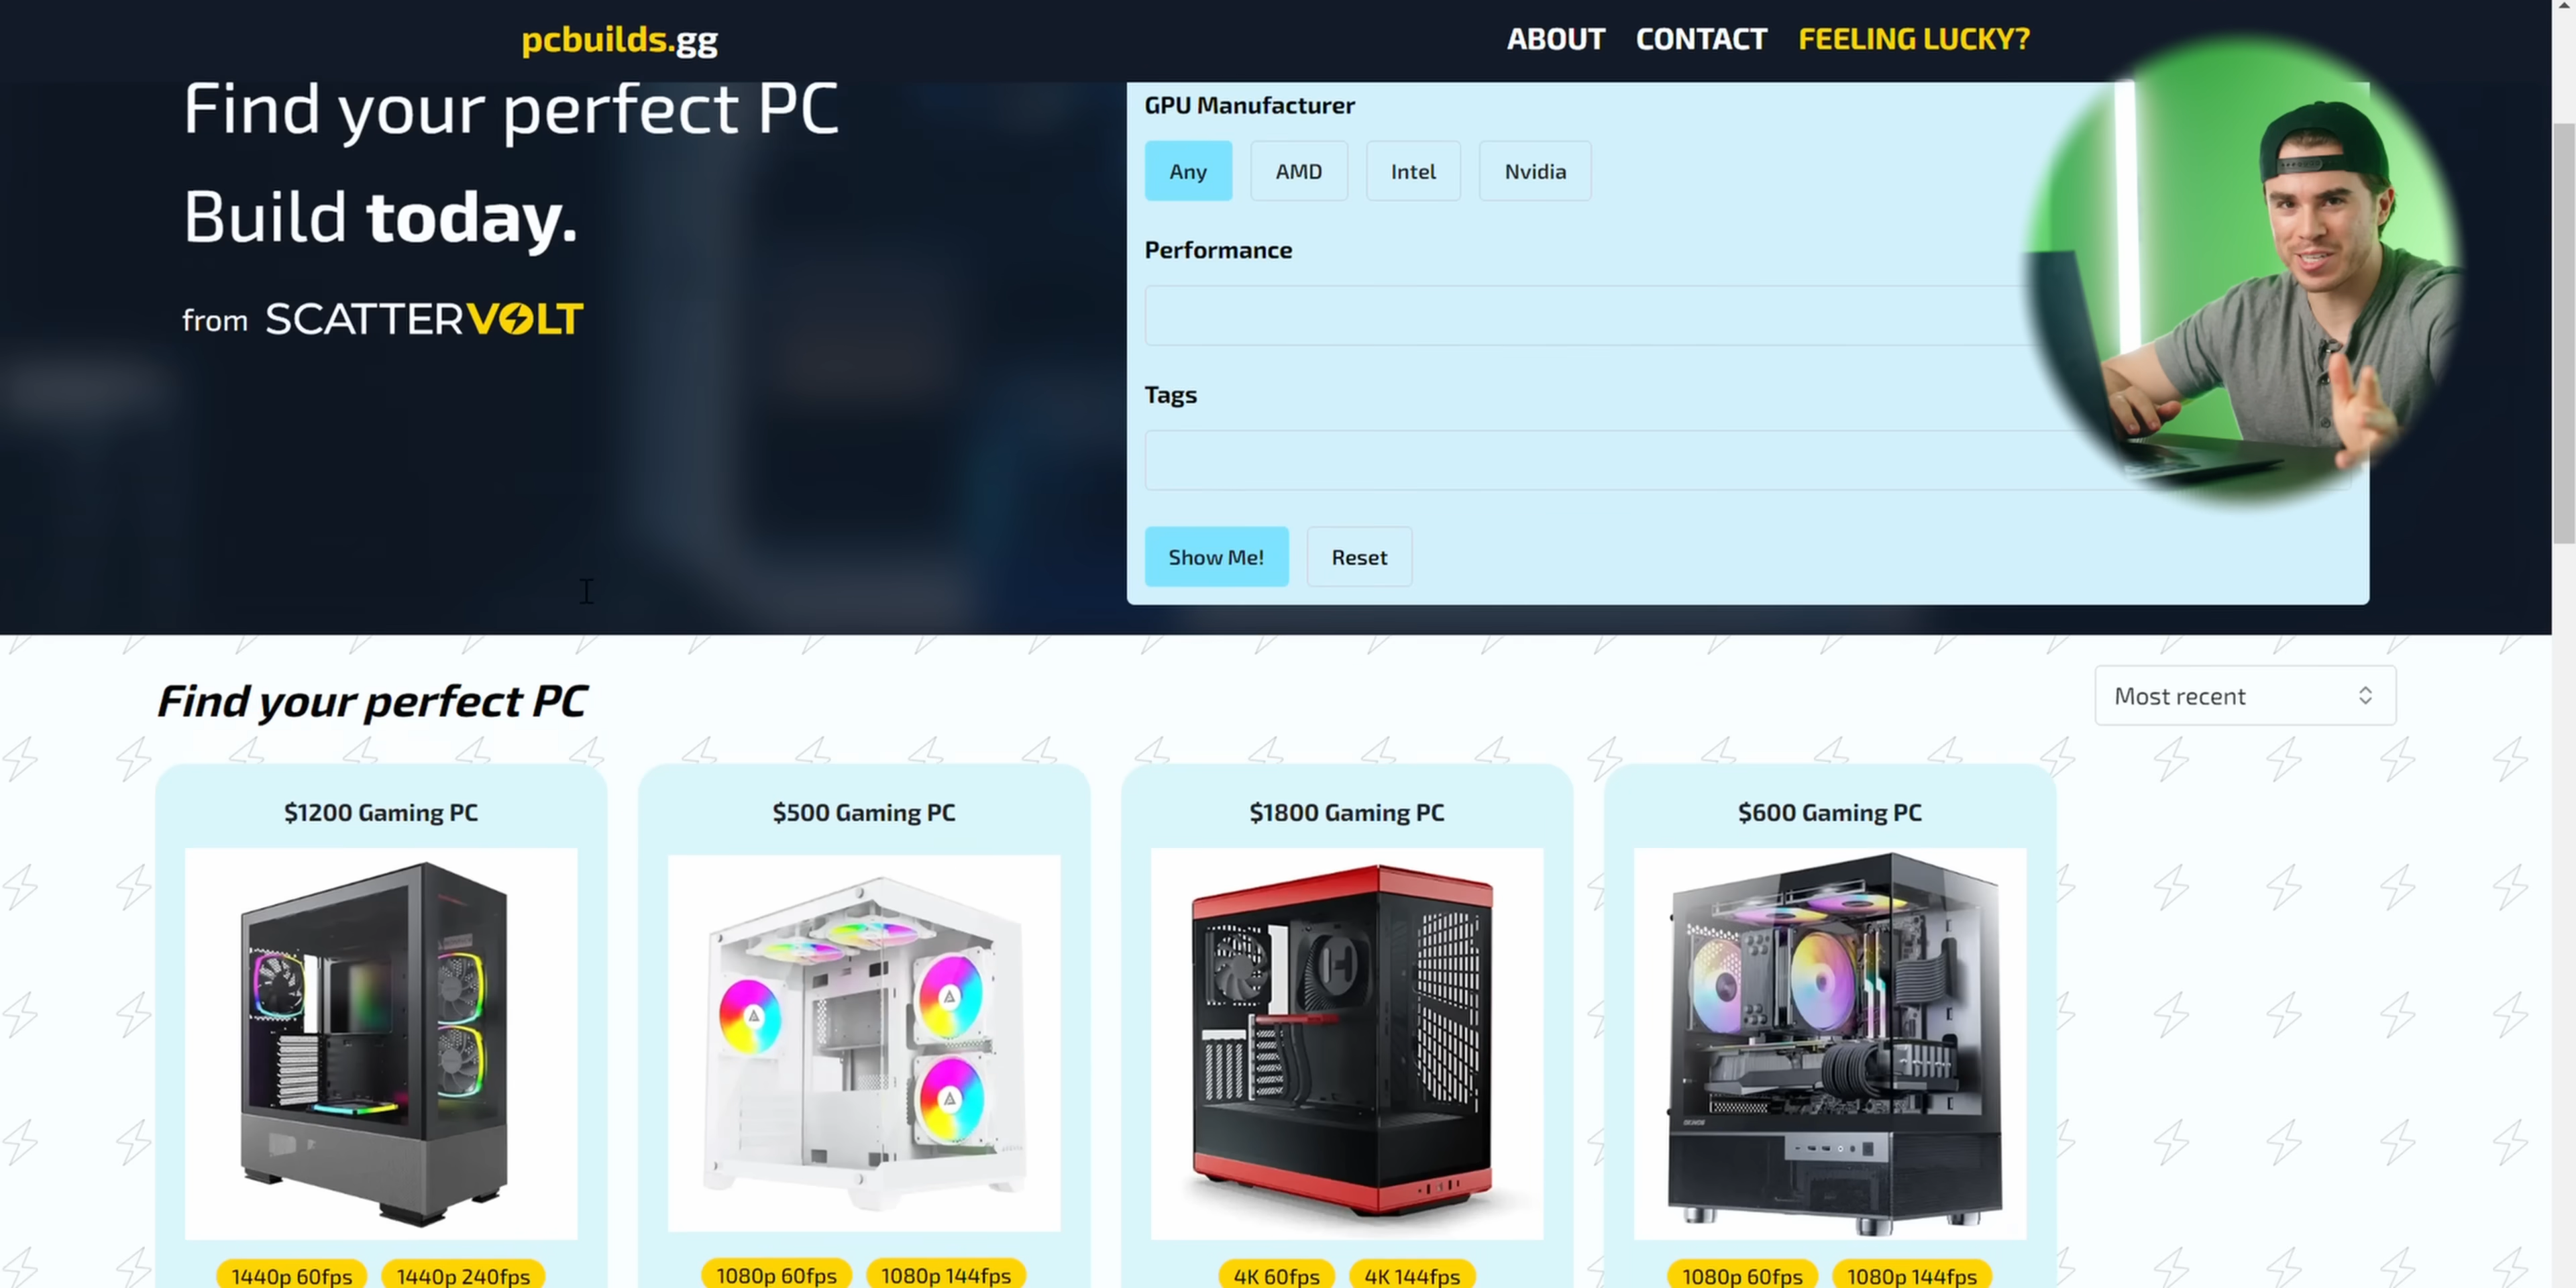 pcbuilds.gg
ABOUT CONTACT FEELING LUCKY?
Find your perfect PC
Build today.
from SCATTERVOLT
GPU Manufacturer
Any AMD Intel Nvidia
Performance
Tags
Show Me! Reset
Find your perfect PC
Most recent
$1200 Gaming PC
$500 Gaming PC
$1800 Gaming PC
$600 Gaming PC
1440p 60fps 1440p 240fps
1080p 60fps 1080p 144fps
4K 60fps 4K 144fps
1080p 60fps 1080p 144fps